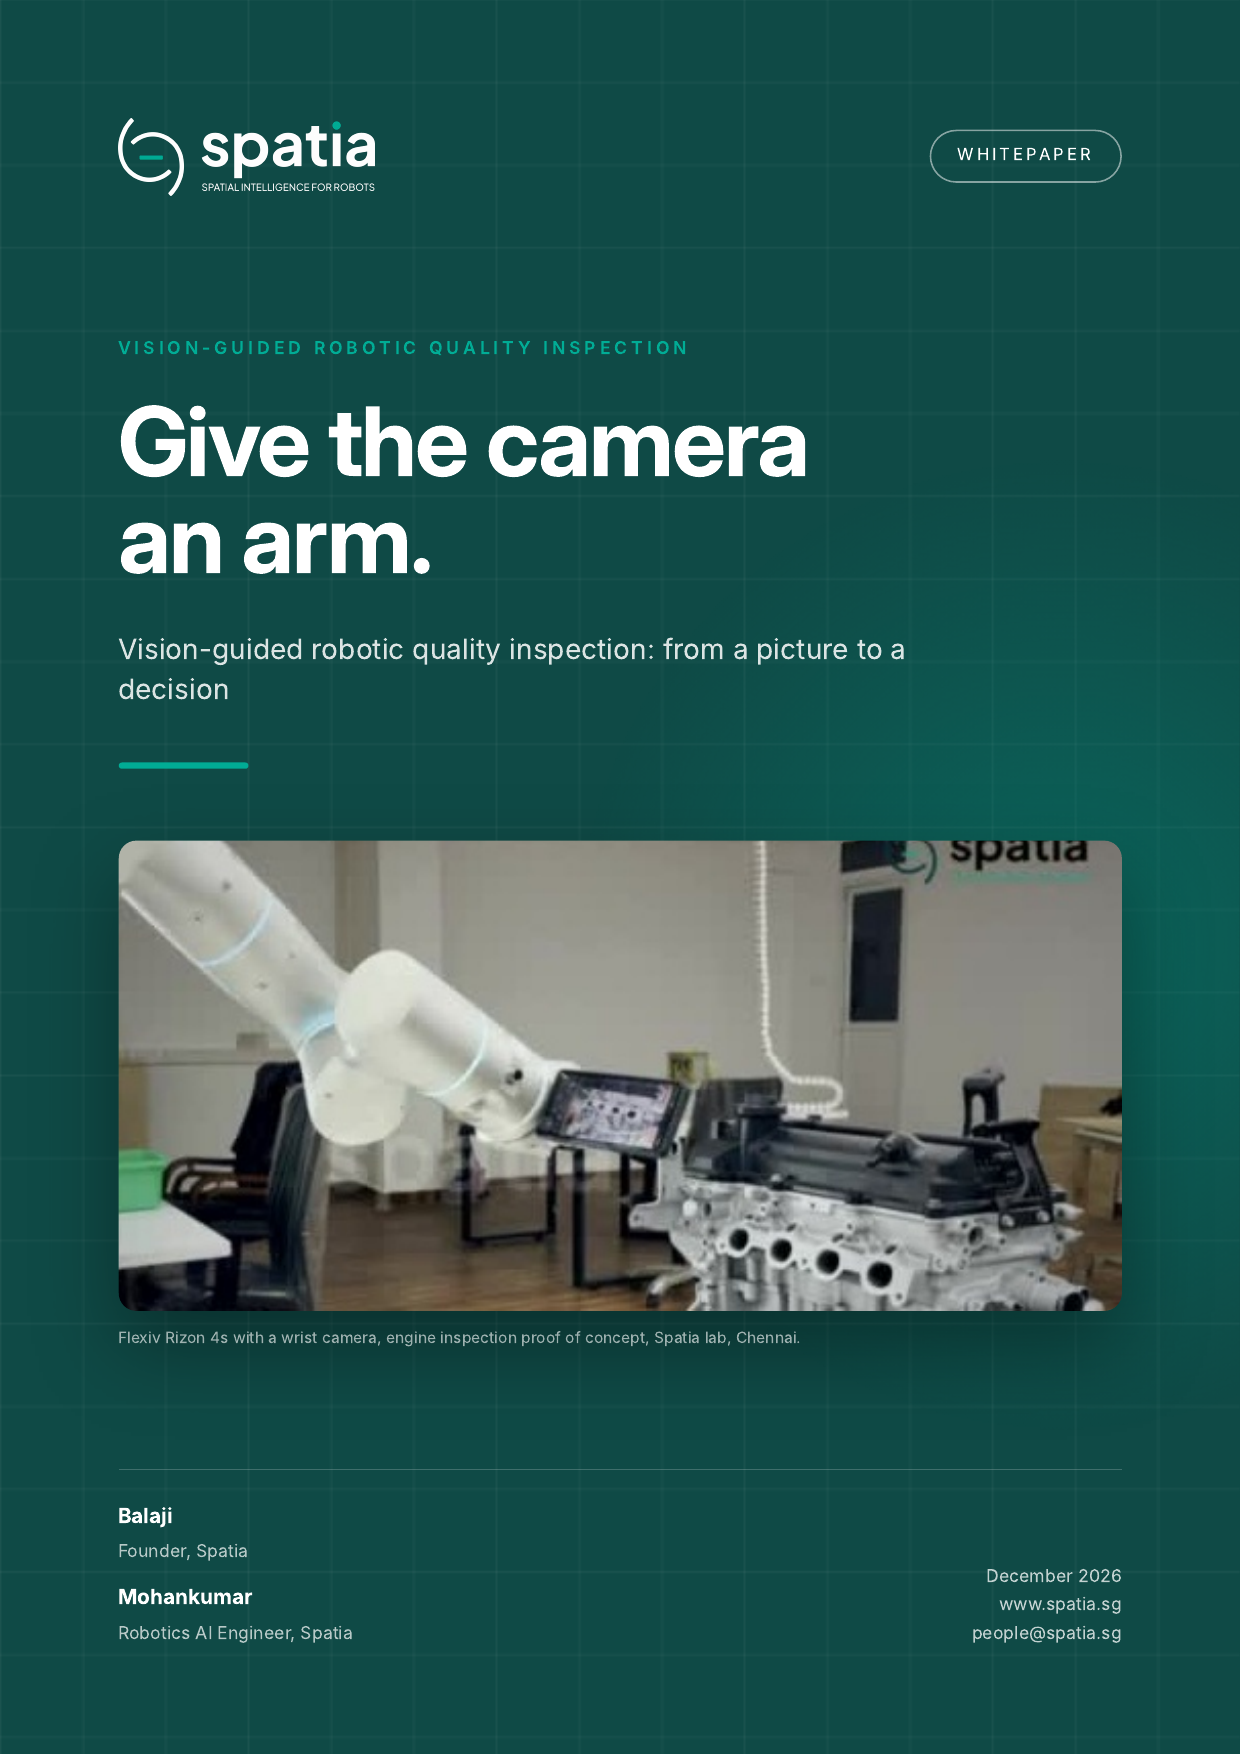 spatia
SPATIAL INTELLIGENCE FOR ROBOTS
WHITEPAPER
VISION-GUIDED ROBOTIC QUALITY INSPECTION
Give the camera
an arm.
Vision-guided robotic quality inspection: from a picture to a
decision
spatia
Flexiv Rizon 4s with a wrist camera, engine inspection proof of concept, Spatia lab, Chennai.
Balaji
Founder, Spatia
Mohankumar
Robotics AI Engineer, Spatia
December 2026
www.spatia.sg
people@spatia.sg